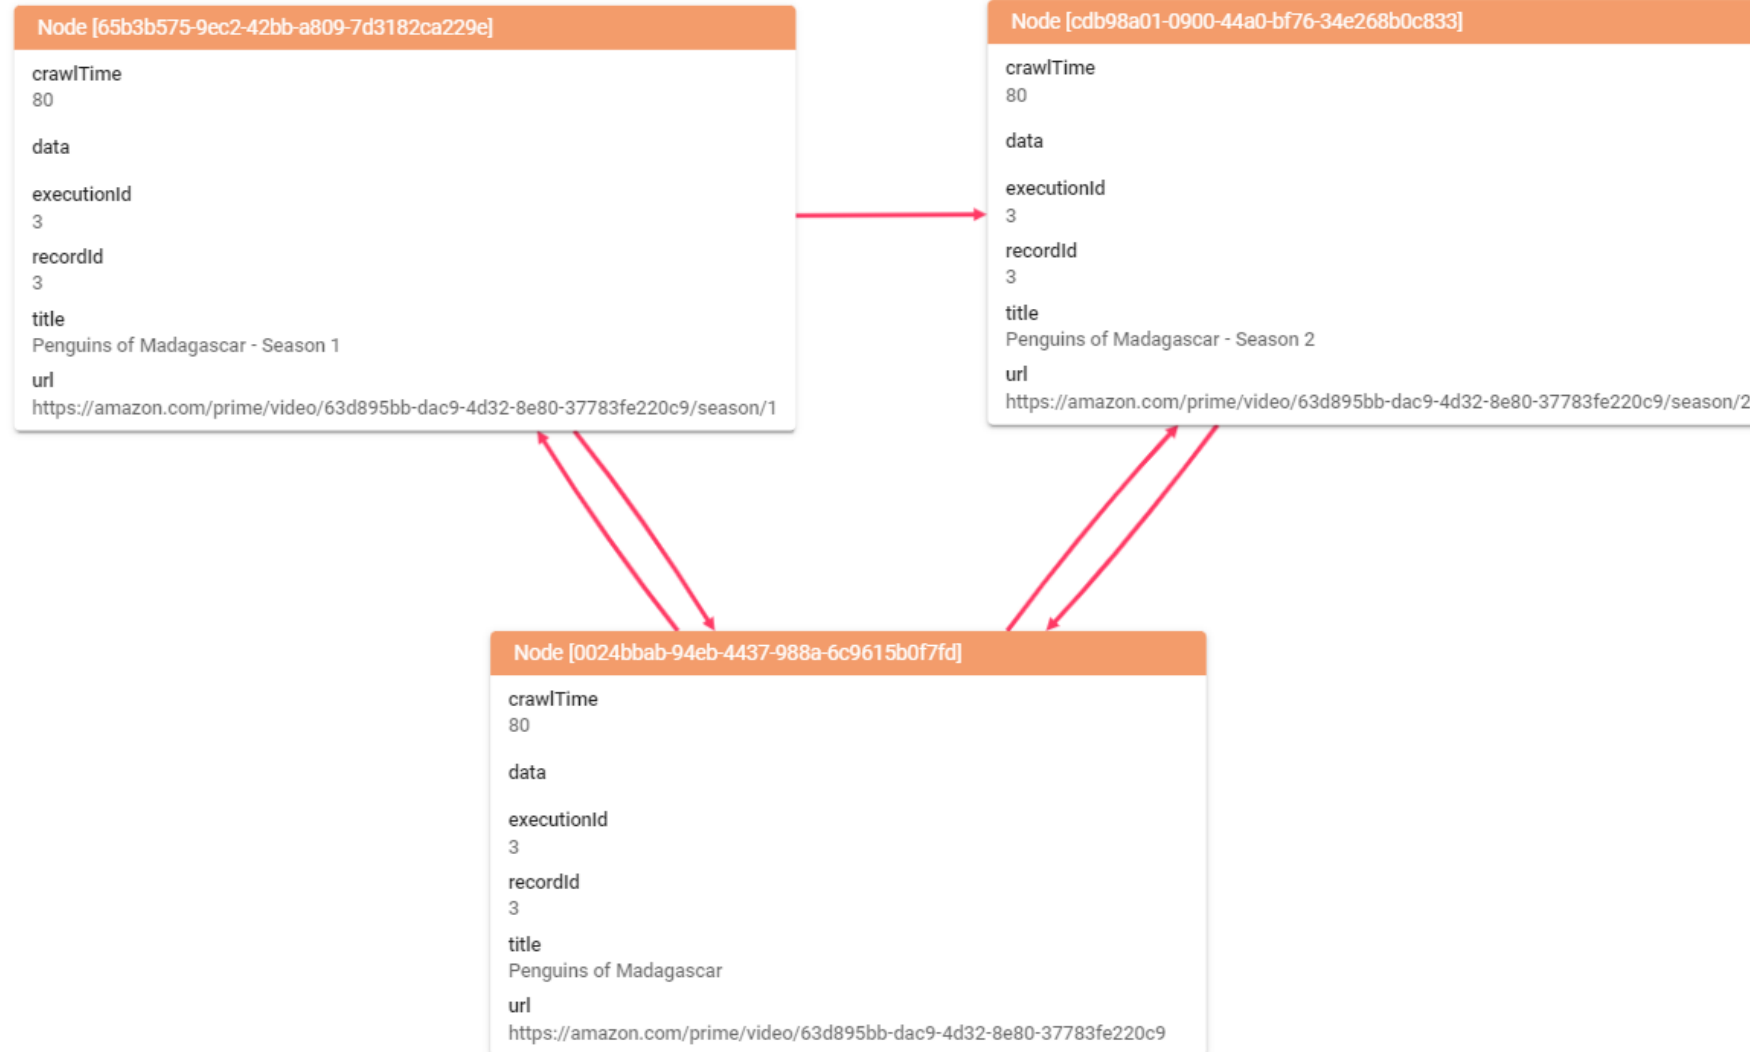 Node [65b3b575-9ec2-42bb-a809-7d3182ca229e]
crawlTime
80
data
executionId
3
recordId
3
title
Penguins of Madagascar - Season 1
url
https://amazon.com/prime/video/63d895bb-dac9-4d32-8e80-37783fe220c9/season/1
Node [cdb98a01-0900-44a0-bf76-34e268b0c833]
crawlTime
80
data
executionId
3
recordId
3
title
Penguins of Madagascar - Season 2
url
https://amazon.com/prime/video/63d895bb-dac9-4d32-8e80-37783fe220c9/season/2
Node [0024bbab-94eb-4437-988a-6c9615b0f7fd]
crawlTime
80
data
executionId
3
recordId
3
title
Penguins of Madagascar
url
https://amazon.com/prime/video/63d895bb-dac9-4d32-8e80-37783fe220c9